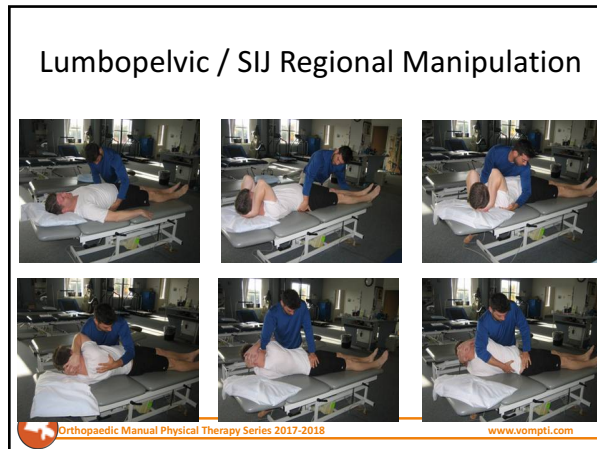 Lumbopelvic / SIJ Regional Manipulation
Orthopaedic Manual Physical Therapy Series 2017-2018 www.vompti.com